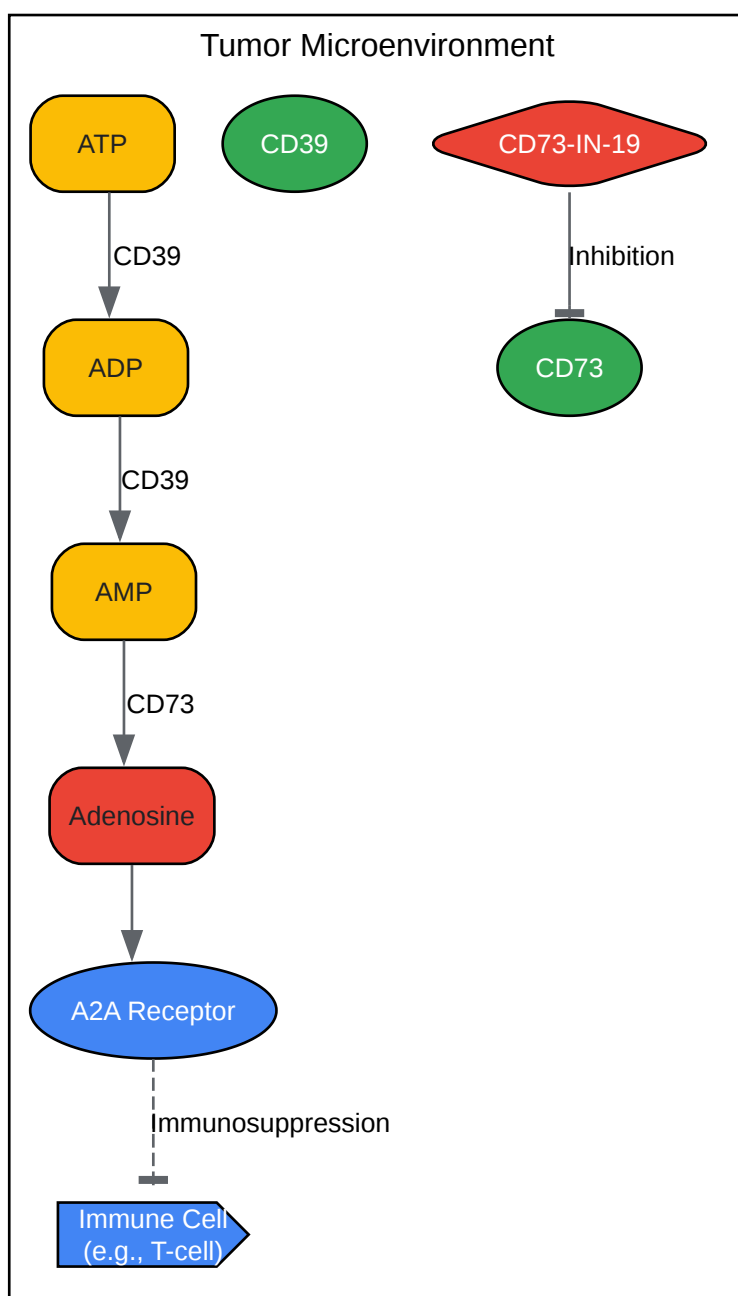 Tumor Microenvironment
ATP
CD39
CD73-IN-19
CD39
Inhibition
ADP
CD73
CD39
AMP
CD73
Adenosine
A2A Receptor
Immunosuppression
Immune Cell
(e.g., T-cell)